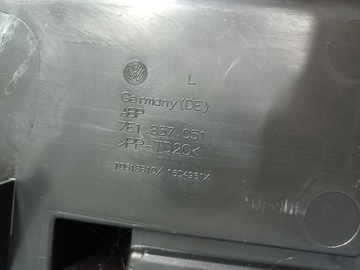 L
Germany (DE)
ABP
7E1.857.051
>PP-TD20<